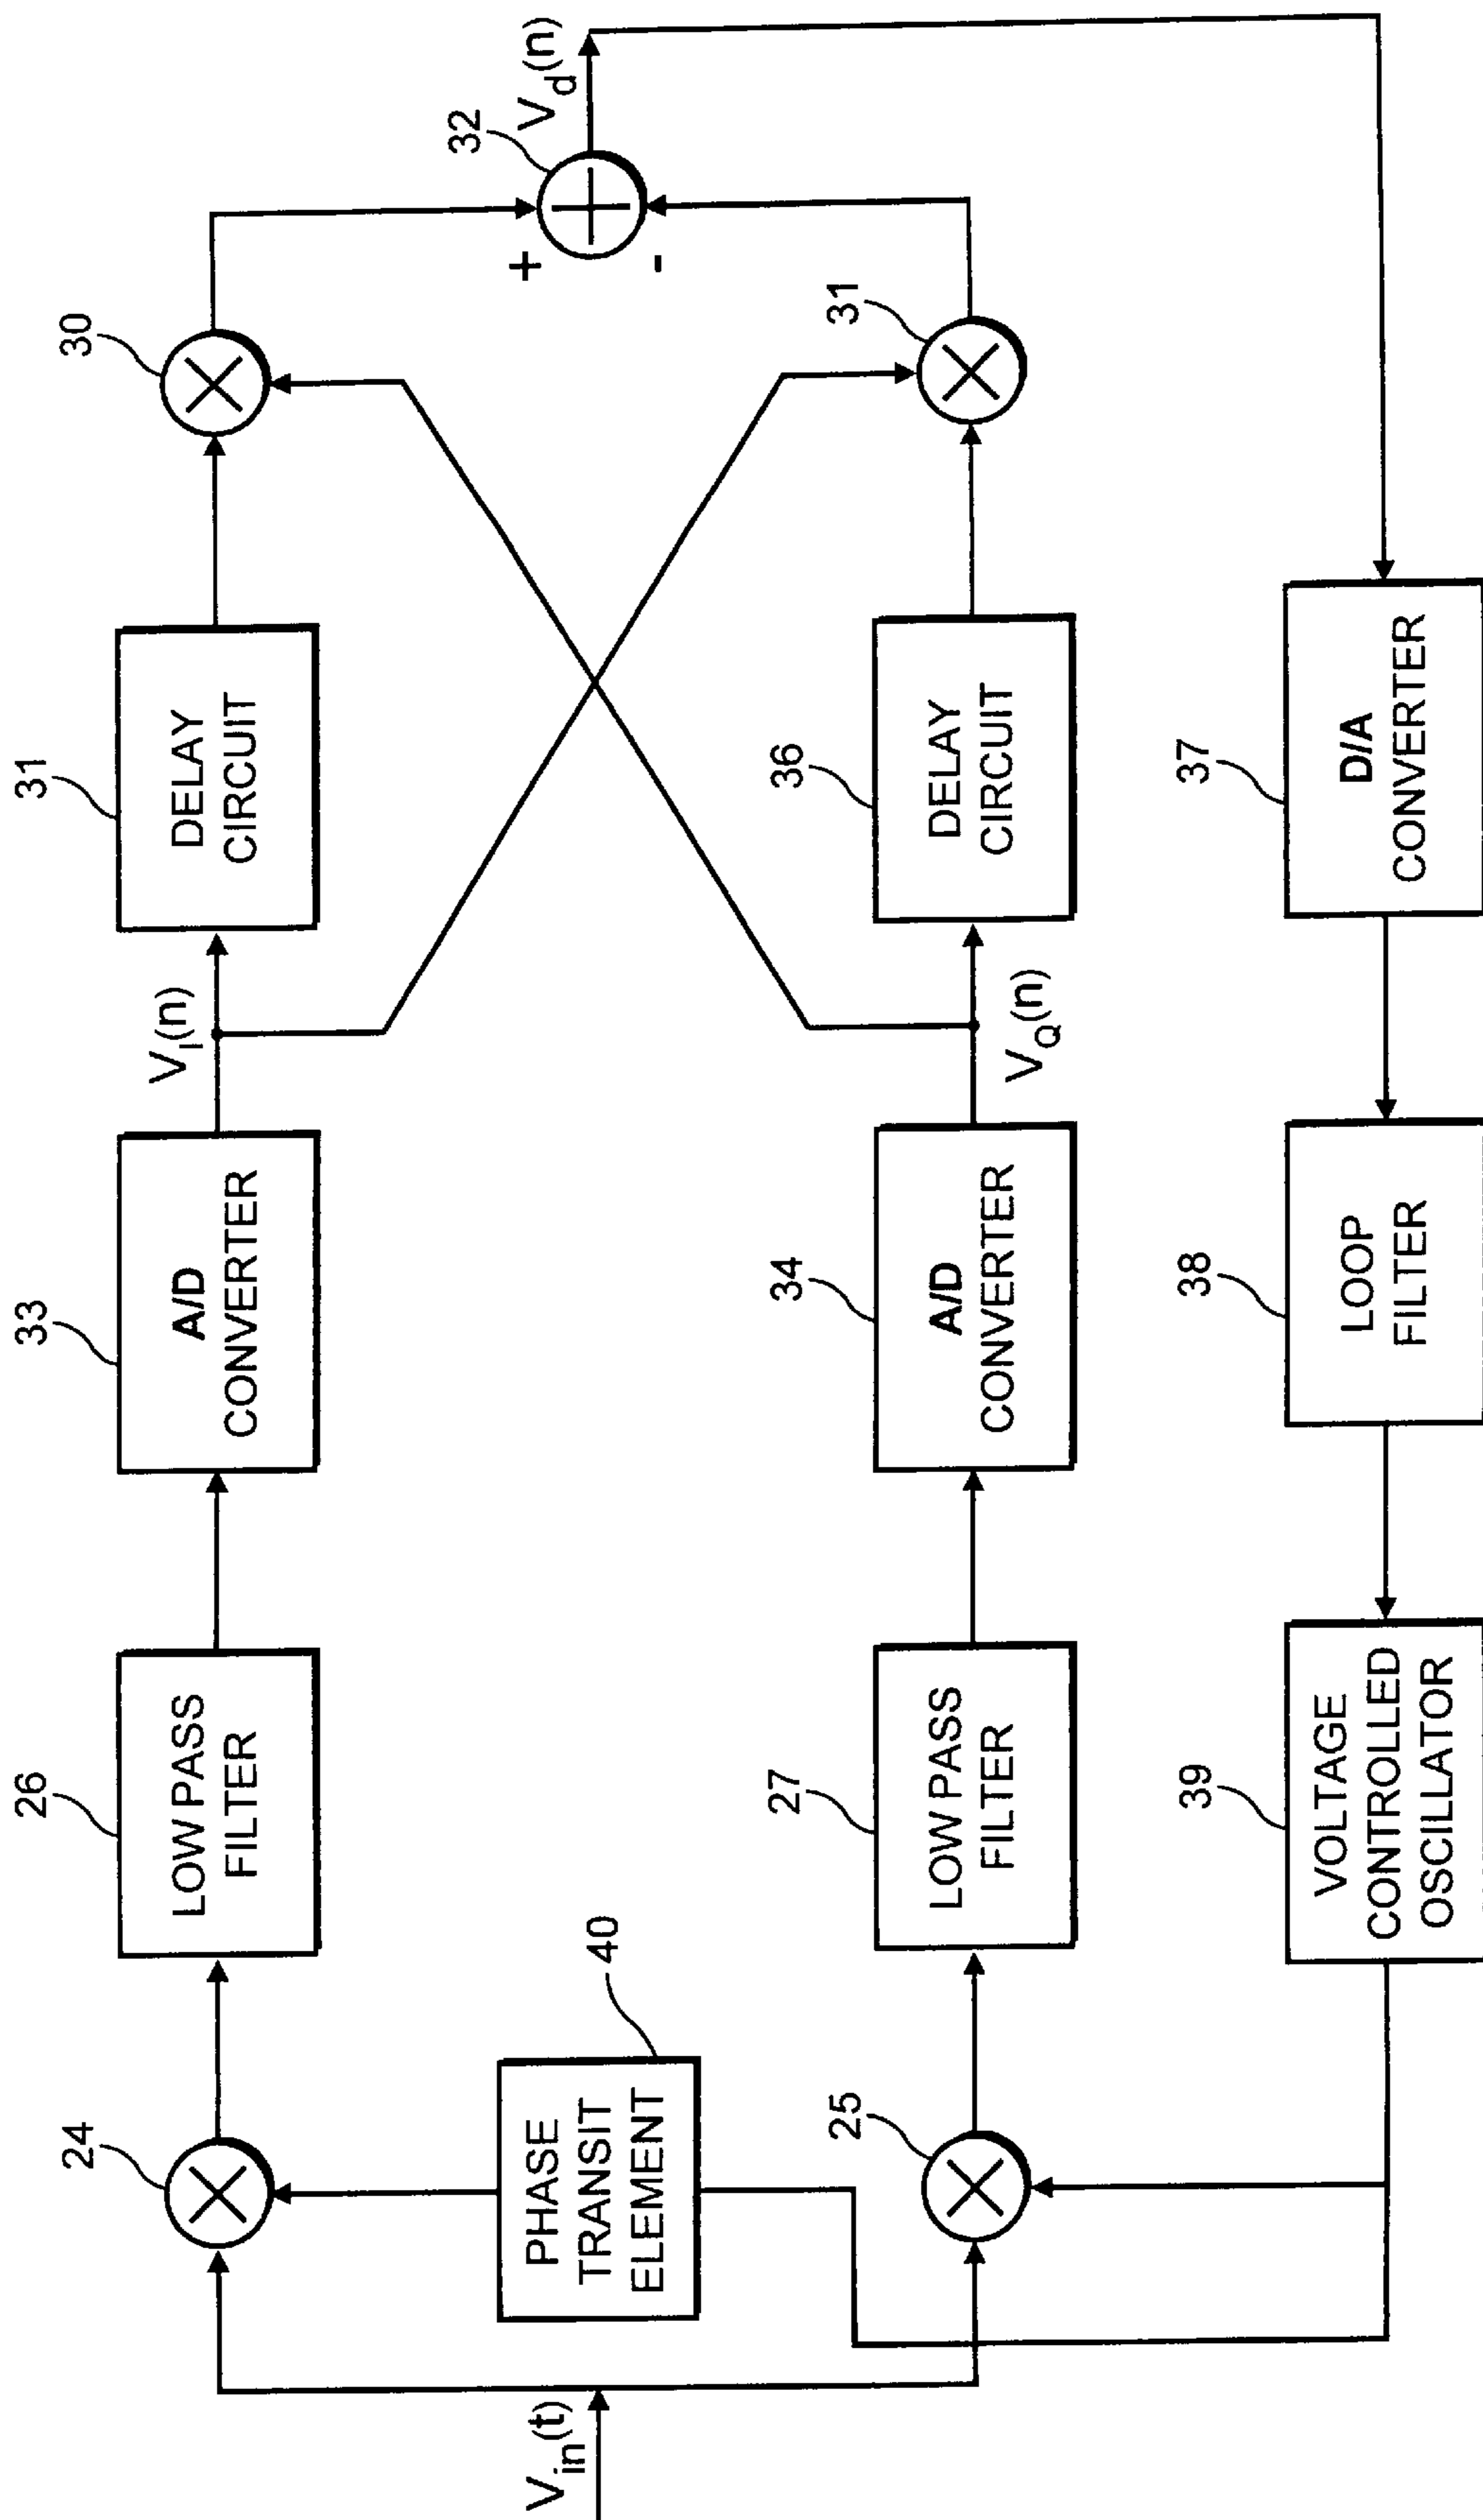 V_in(t)
24
PHASE
TRANSIT
ELEMENT
40
25
26
LOW PASS
FILTER
27
LOW PASS
FILTER
33
A/D
CONVERTER
34
A/D
CONVERTER
V_I(n)
V_Q(n)
31
DELAY
CIRCUIT
36
DELAY
CIRCUIT
30
31
32
+
-
V_d(n)
39
VOLTAGE
CONTROLLED
OSCILLATOR
38
LOOP
FILTER
37
D/A
CONVERTER